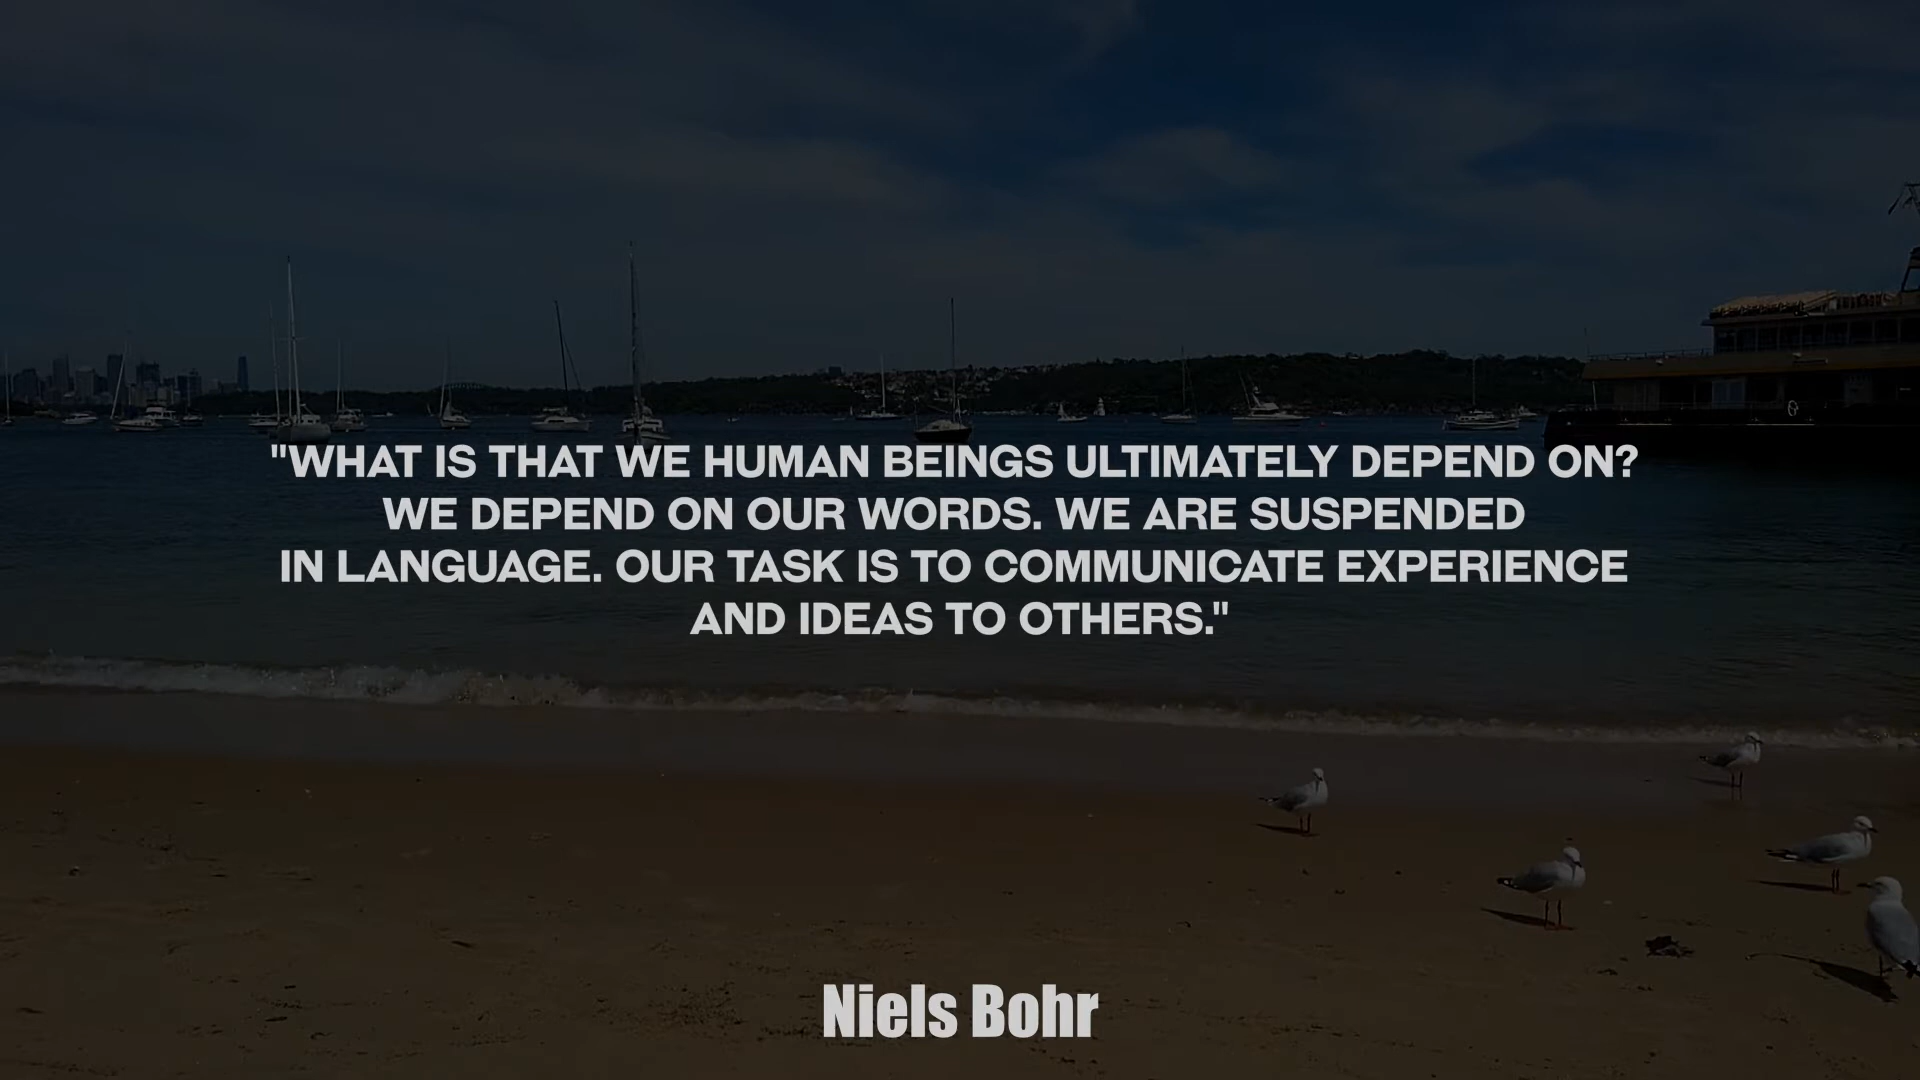 "WHAT IS THAT WE HUMAN BEINGS ULTIMATELY DEPEND ON?
WE DEPEND ON OUR WORDS. WE ARE SUSPENDED
IN LANGUAGE. OUR TASK IS TO COMMUNICATE EXPERIENCE
AND IDEAS TO OTHERS."
Niels Bohr